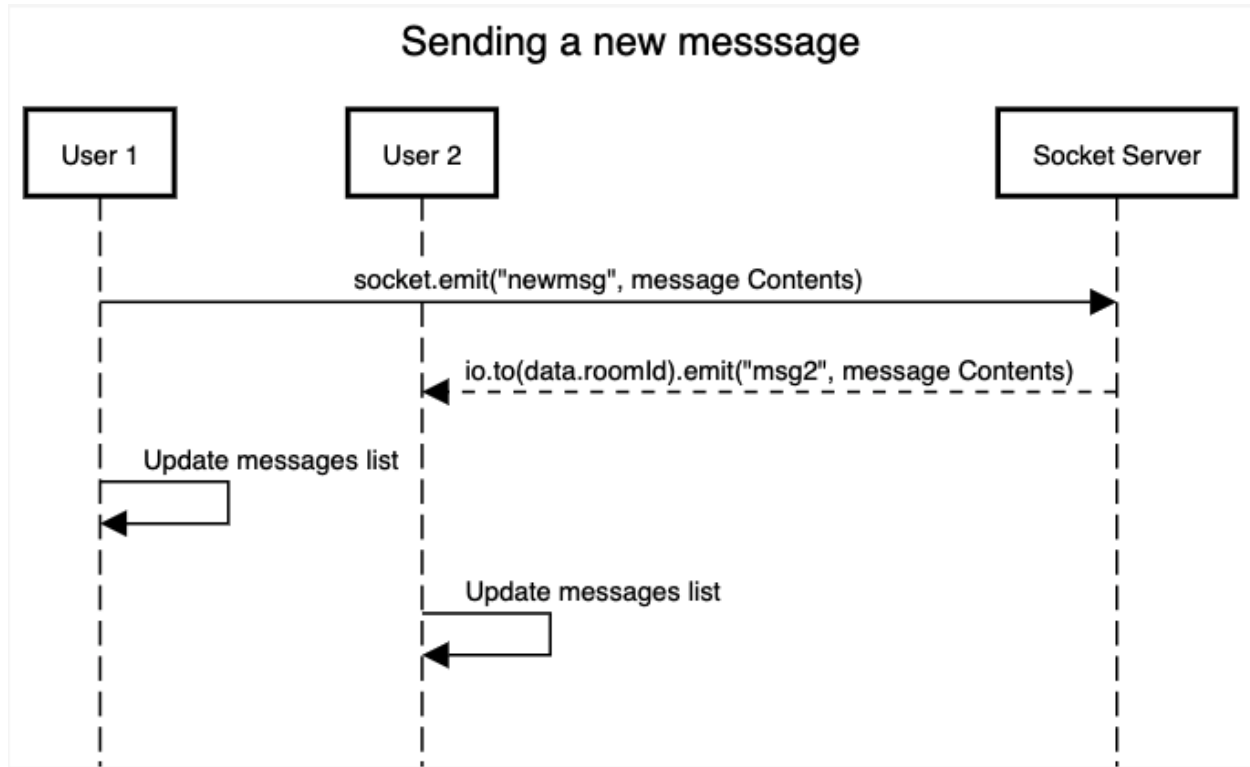 Sending a new messsage
User 1
User 2
Socket Server
socket.emit("newmsg", message Contents)
io.to(data.roomId).emit("msg2", message Contents)
Update messages list
Update messages list